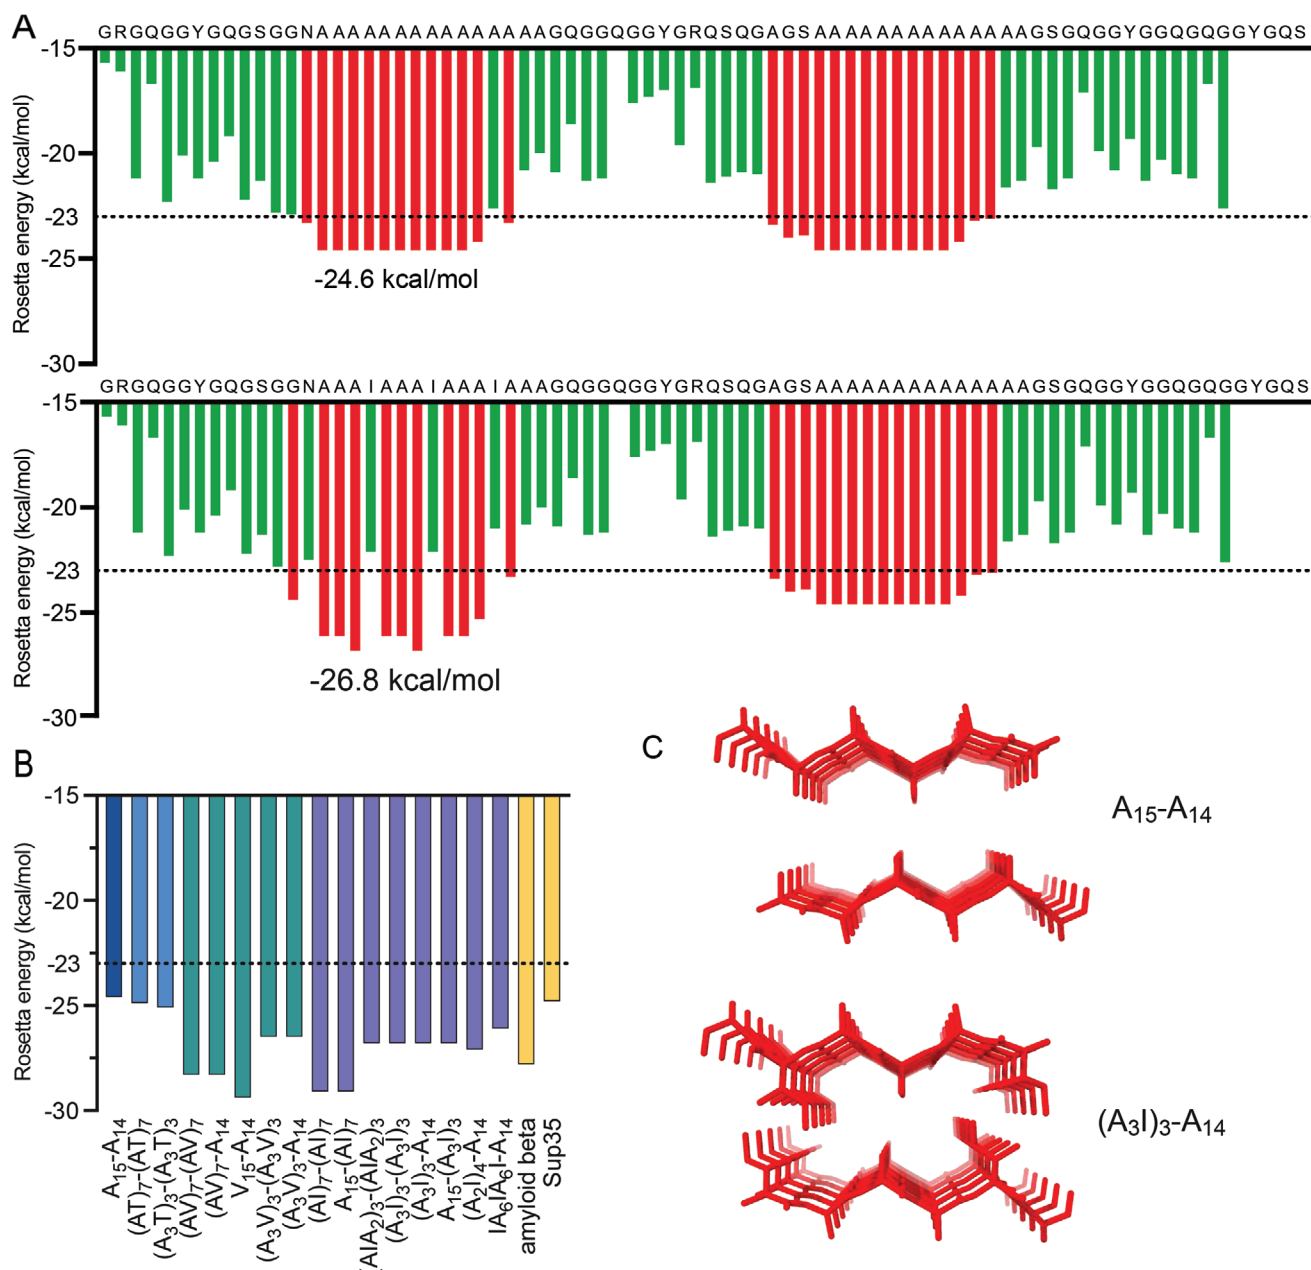 A
GRGQGGYGQGSGGNAAAAAAAAAAAAAAAGQGGQGGYGRQSQGAGSAAAAAAAAAAAAAAGSGQGGYGGQGQGGYGQS
-15
-20
-23
-25
-30
Rosetta energy (kcal/mol)
-24.6 kcal/mol
GRGQGGYGQGSGGNAAAIAAAIAAAIAAAGQGGQGGYGRQSQGAGSAAAAAAAAAAAAAAGSGQGGYGGQGQGGYGQS
-15
-20
-23
-25
-30
Rosetta energy (kcal/mol)
-26.8 kcal/mol
B
-15
-20
-23
-25
-30
Rosetta energy (kcal/mol)
A₁₅-A₁₄
(AT)₇-(AT)₇
(A₃T)₃-(A₃T)₃
(AV)₇-(AV)₇
(AV)₇-A₁₄
V₁₅-A₁₄
(A₃V)₃-(A₃V)₃
(A₃V)₃-A₁₄
(AI)₇-(AI)₇
A₁₅-(AI)₇
(AIA₂)₃-(AIA₂)₃
(A₃I)₃-(A₃I)₃
(A₃I)₃-A₁₄
A₁₅-(A₃I)₃
(A₂I)₄-A₁₄
IA₆IA₆I-A₁₄
amyloid beta
Sup35
C
A₁₅-A₁₄
(A₃I)₃-A₁₄